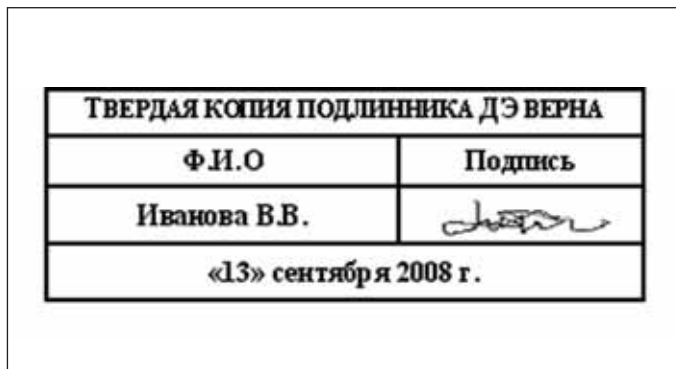 ТВЕРДАЯ КОПИЯ ПОДЛИННИКА ДЭ ВЕРНА
Ф.И.О Подпись
Иванова В.В.
«13» сентября 2008 г.